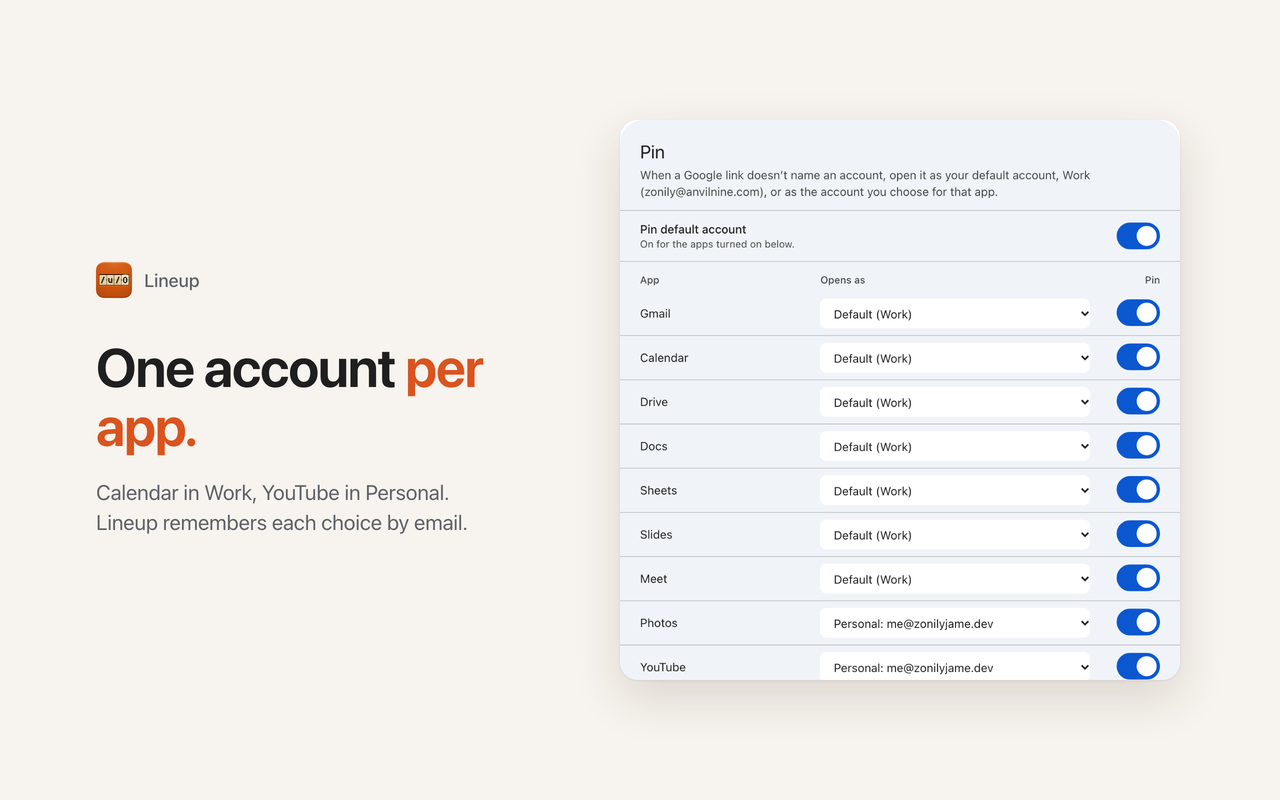 /u/0
Lineup
One account per
app.
Calendar in Work, YouTube in Personal.
Lineup remembers each choice by email.
Pin
When a Google link doesn’t name an account, open it as your default account, Work
(zonily@anvilnine.com), or as the account you choose for that app.
Pin default account
On for the apps turned on below.
App Opens as Pin
Gmail Default (Work)
Calendar Default (Work)
Drive Default (Work)
Docs Default (Work)
Sheets Default (Work)
Slides Default (Work)
Meet Default (Work)
Photos Personal: me@zonilyjame.dev
YouTube Personal: me@zonilyjame.dev